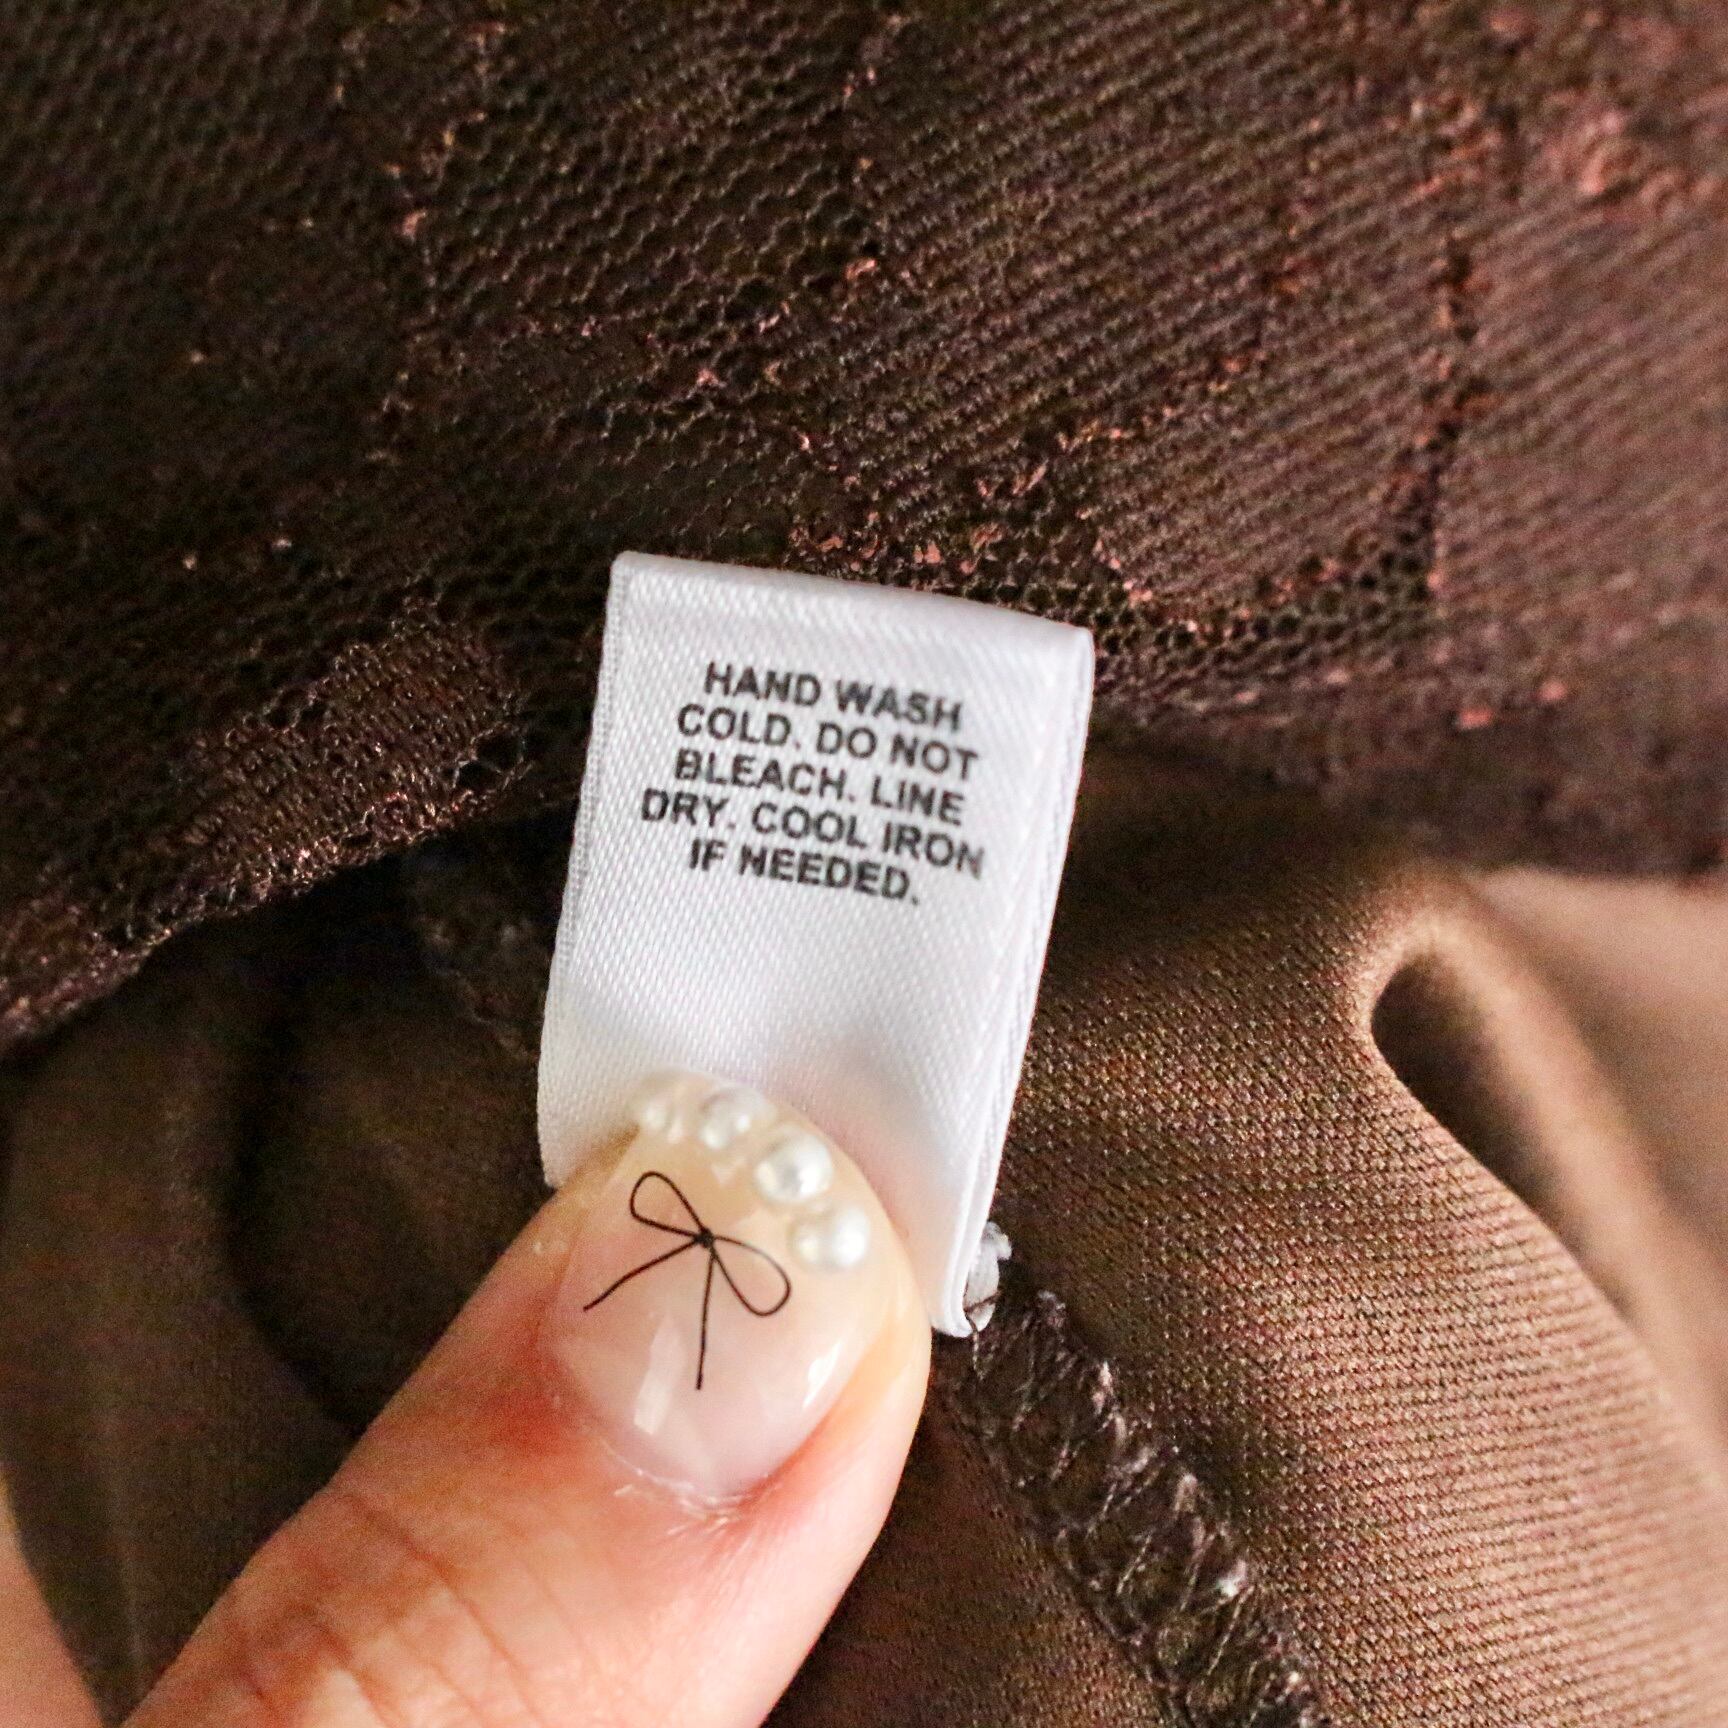 HAND WASH
COLD. DO NOT
BLEACH. LINE
DRY. COOL IRON
IF NEEDED.